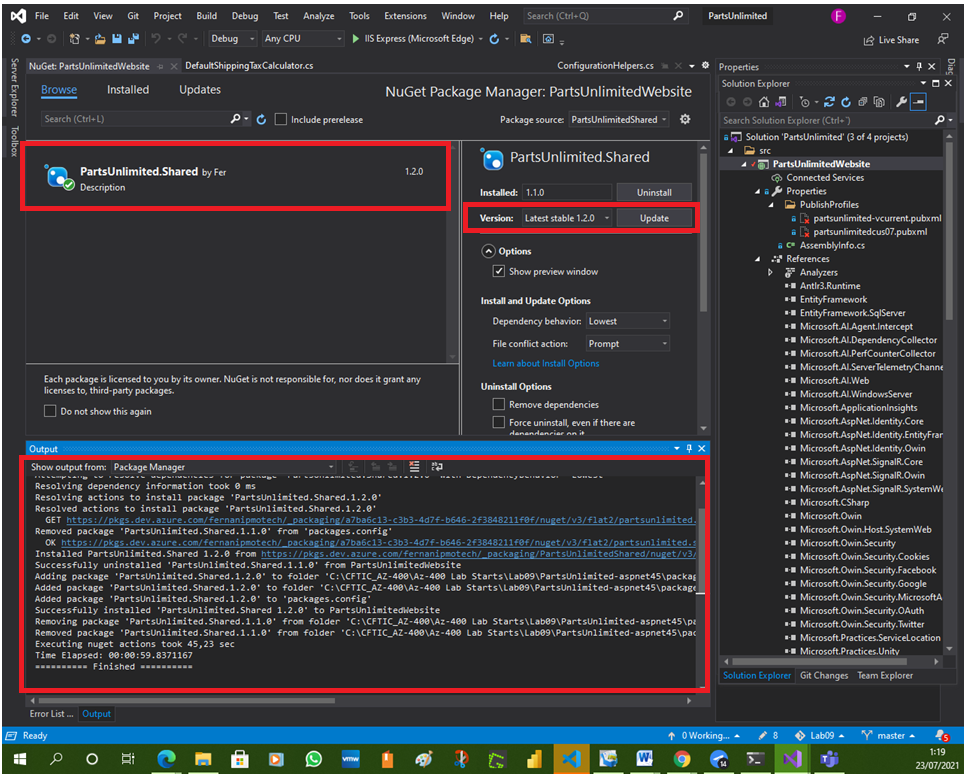 File Edit View Git Project Build Debug Test Analyze Tools Extensions Window Help Search (Ctrl+Q) PartsUnlimited F
Debug Any CPU IIS Express (Microsoft Edge) Live Share
Server Explorer
Toolbox
NuGet: PartsUnlimitedWebsite DefaultShippingTaxCalculator.cs ConfigurationHelpers.cs
Browse Installed Updates NuGet Package Manager: PartsUnlimitedWebsite
Search (Ctrl+L) Include prerelease Package source: PartsUnlimitedShared
PartsUnlimited.Shared by Fer 1.2.0
Description
Each package is licensed to you by its owner. NuGet is not responsible, nor does it grant any
licenses to, third-party packages.
Do not show this again
PartsUnlimited.Shared
Installed: 1.1.0 Uninstall
Version: Latest stable 1.2.0 Update
Options
Show preview window
Install and Update Options
Dependency behavior: Lowest
File conflict action: Prompt
Learn about Install Options
Uninstall Options
Remove dependencies
Force uninstall, even if there are
dependencies on it
Output
Show output from: Package Manager
Attempting to resolve dependencies for package 'PartsUnlimited.Shared.1.2.0' with DependencyBehavior 'Lowest'
Resolving dependency information took 0 ms
Resolving actions to install package 'PartsUnlimited.Shared.1.2.0'
Resolved actions to install package 'PartsUnlimited.Shared.1.2.0'
GET https://pkgs.dev.azure.com/fernanipmotech/_packaging/a7ba6c13-c3b3-4d7f-b646-2f3848211f0f/nuget/v3/flat2/partsunlimited.
Removed package 'PartsUnlimited.Shared.1.1.0' from 'packages.config'
OK https://pkgs.dev.azure.com/fernanipmotech/_packaging/a7ba6c13-c3b3-4d7f-b646-2f3848211f0f/nuget/v3/flat2/partsunlimited.s
Installed PartsUnlimited.Shared 1.2.0 from https://pkgs.dev.azure.com/fernanipmotech/_packaging/PartsUnlimitedShared/nuget/v3/
Successfully uninstalled 'PartsUnlimited.Shared.1.1.0' from PartsUnlimitedWebsite
Adding package 'PartsUnlimited.Shared.1.2.0' to folder 'C:\CFTIC_AZ-400\Az-400 Lab Starts\Lab09\PartsUnlimited-aspnet45\packag
Added package 'PartsUnlimited.Shared.1.2.0' to folder 'C:\CFTIC_AZ-400\Az-400 Lab Starts\Lab09\PartsUnlimited-aspnet45\package
Added package 'PartsUnlimited.Shared.1.2.0' to 'packages.config'
Successfully installed 'PartsUnlimited.Shared 1.2.0' to PartsUnlimitedWebsite
Removing package 'PartsUnlimited.Shared.1.1.0' from folder 'C:\CFTIC_AZ-400\Az-400 Lab Starts\Lab09\PartsUnlimited-aspnet45\pa
Removed package 'PartsUnlimited.Shared.1.1.0' from folder 'C:\CFTIC_AZ-400\Az-400 Lab Starts\Lab09\PartsUnlimited-aspnet45\pac
Executing nuget actions took 45,23 sec
Time Elapsed: 00:00:59.8371167
========== Finished ==========
Error List ... Output
Properties
Diag
Solution Explorer
Search Solution Explorer (Ctrl+´)
Solution 'PartsUnlimited' (3 of 4 projects)
src
PartsUnlimitedWebsite
Connected Services
Properties
PublishProfiles
partsunlimited-vcurrent.pubxml
partsunlimitedcus07.pubxml
AssemblyInfo.cs
References
Analyzers
Antlr3.Runtime
EntityFramework
EntityFramework.SqlServer
Microsoft.AI.Agent.Intercept
Microsoft.AI.DependencyCollector
Microsoft.AI.PerfCounterCollector
Microsoft.AI.ServerTelemetryChanne
Microsoft.AI.Web
Microsoft.AI.WindowsServer
Microsoft.ApplicationInsights
Microsoft.AspNet.Identity.Core
Microsoft.AspNet.Identity.EntityFran
Microsoft.AspNet.Identity.Owin
Microsoft.AspNet.SignalR.Core
Microsoft.AspNet.SignalR.Owin
Microsoft.AspNet.SignalR.SystemWe
Microsoft.CSharp
Microsoft.Owin
Microsoft.Owin.Host.SystemWeb
Microsoft.Owin.Security
Microsoft.Owin.Security.Cookies
Microsoft.Owin.Security.Facebook
Microsoft.Owin.Security.Google
Microsoft.Owin.Security.MicrosoftA
Microsoft.Owin.Security.OAuth
Microsoft.Owin.Security.Twitter
Microsoft.Practices.ServiceLocation
Microsoft.Practices.Unity
Solution Explorer Git Changes Team Explorer
Ready 0 Working... 8 Lab09 master 5
vmw 14
1:19
23/07/2021